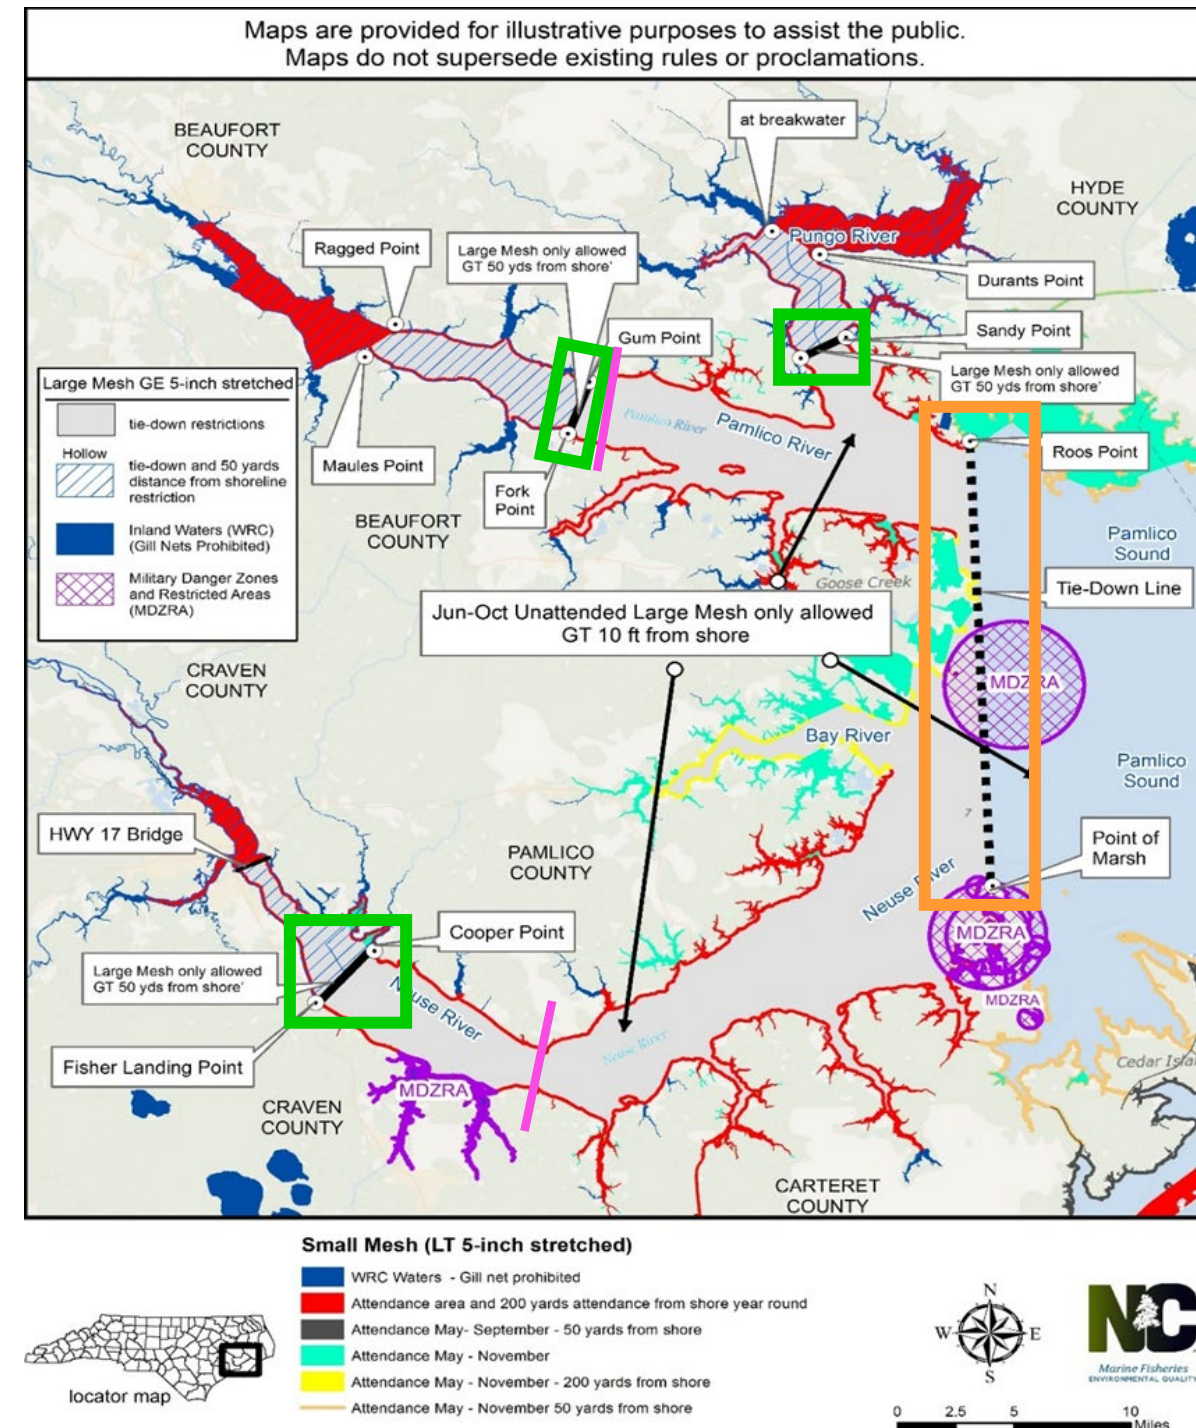 Maps are provided for illustrative purposes to assist the public.
Maps do not supersede existing rules or proclamations.
BEAUFORT
COUNTY
at breakwater
HYDE
COUNTY
Ragged Point
Large Mesh only allowed
GT 50 yds from shore'
Pungo River
Durants Point
Gum Point
Sandy Point
Large Mesh only allowed
GT 50 yds from shore'
Large Mesh GE 5-inch stretched
tie-down restrictions
Hollow
tie-down and 50 yards
distance from shoreline
restriction
Inland Waters (WRC)
(Gill Nets Prohibited)
Military Danger Zones
and Restricted Areas
(MDZRA)
Pamlico River
Pamlico River
Maules Point
Fork
Point
Roos Point
BEAUFORT
COUNTY
Pamlico
Sound
Goose Creek
Tie-Down Line
Jun-Oct Unattended Large Mesh only allowed
GT 10 ft from shore
CRAVEN
COUNTY
MDZRA
Bay River
Pamlico
Sound
7
HWY 17 Bridge
PAMLICO
COUNTY
Point of
Marsh
Neuse River
Cooper Point
MDZRA
Large Mesh only allowed
GT 50 yds from shore'
MDZRA
Neuse River
Neuse River
Fisher Landing Point
MDZRA
Cedar Isla
CRAVEN
COUNTY
CARTERET
COUNTY
Small Mesh (LT 5-inch stretched)
WRC Waters - Gill net prohibited
Attendance area and 200 yards attendance from shore year round
Attendance May- September - 50 yards from shore
Attendance May - November
Attendance May - November - 200 yards from shore
Attendance May - November 50 yards from shore
locator map
N
W E
S
NC
Marine Fisheries
ENVIRONMENTAL QUALITY
0 2.5 5 10
Miles